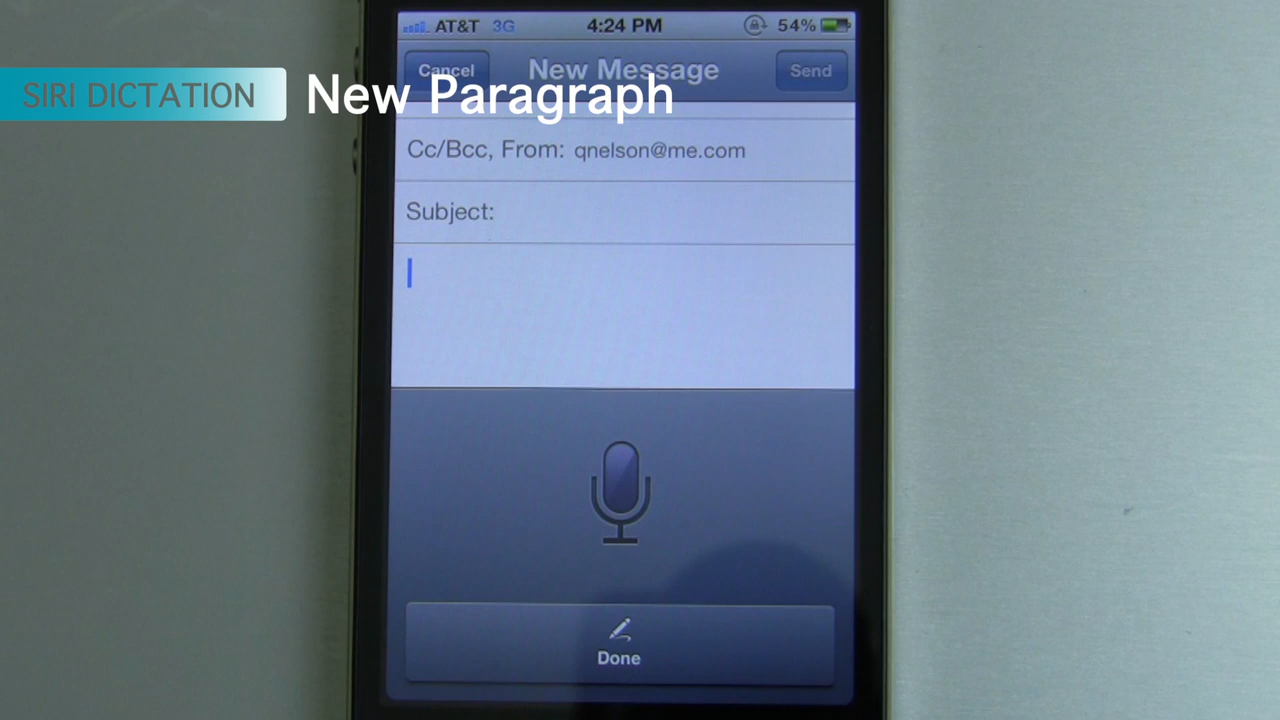 AT&T 3G 4:24 PM 54%
Cancel New Message Send
SIRI DICTATION New Paragraph
Cc/Bcc, From: qnelson@me.com
Subject:
Done